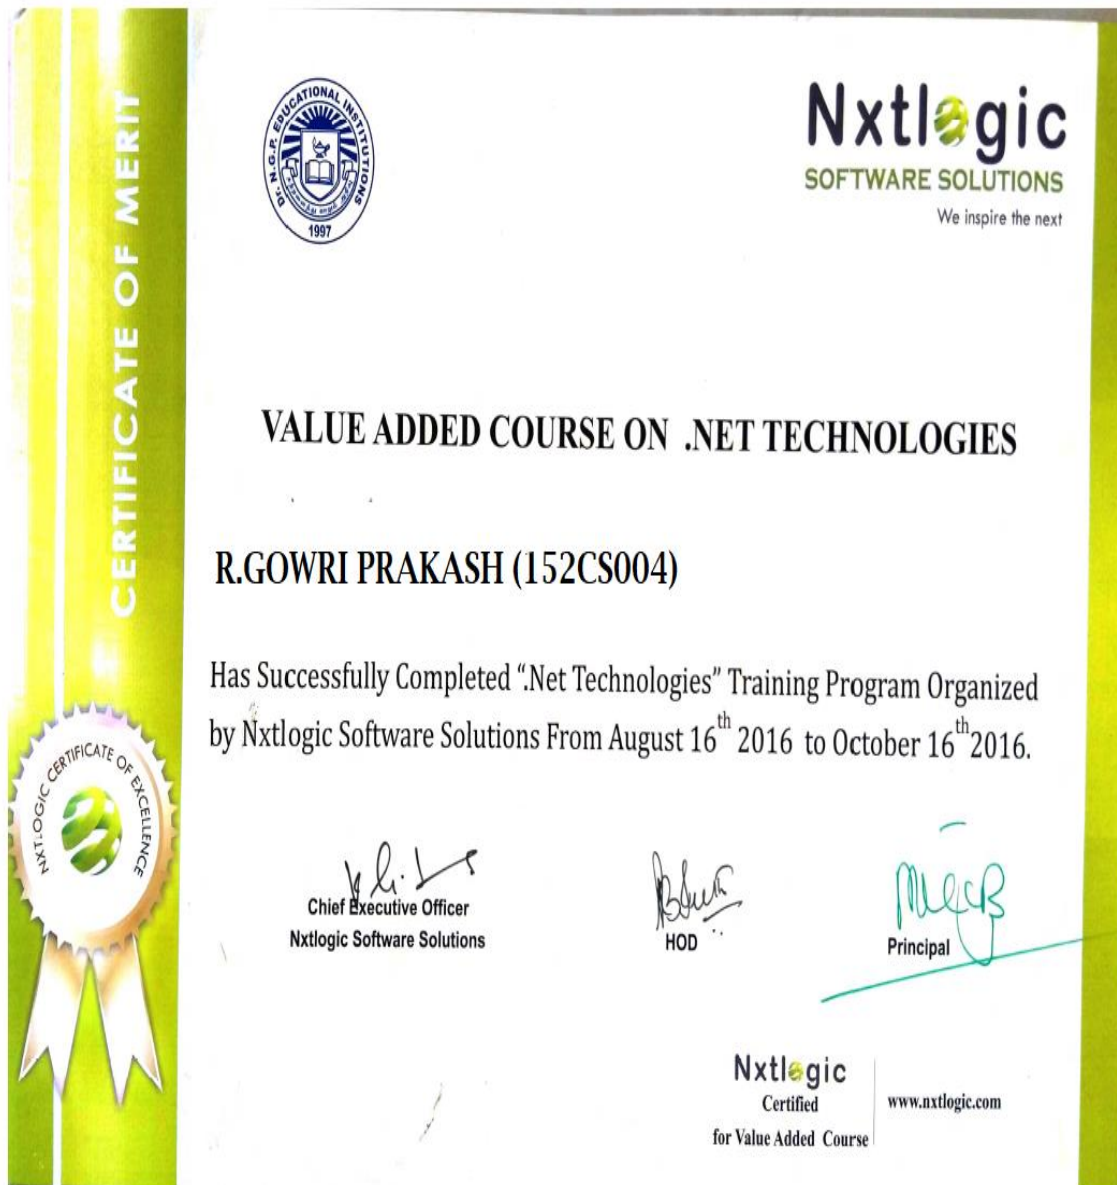 CERTIFICATE OF MERIT
Dr. N.G.P. EDUCATIONAL INSTITUTIONS
1997
Nxtlogic
SOFTWARE SOLUTIONS
We inspire the next
VALUE ADDED COURSE ON .NET TECHNOLOGIES
R.GOWRI PRAKASH (152CS004)
Has Successfully Completed “.Net Technologies” Training Program Organized
by Nxtlogic Software Solutions From August 16th 2016 to October 16th 2016.
NXTLOGIC CERTIFICATE OF EXCELLENCE
Chief Executive Officer
Nxtlogic Software Solutions
HOD
Principal
Nxtlogic
Certified
for Value Added Course
www.nxtlogic.com